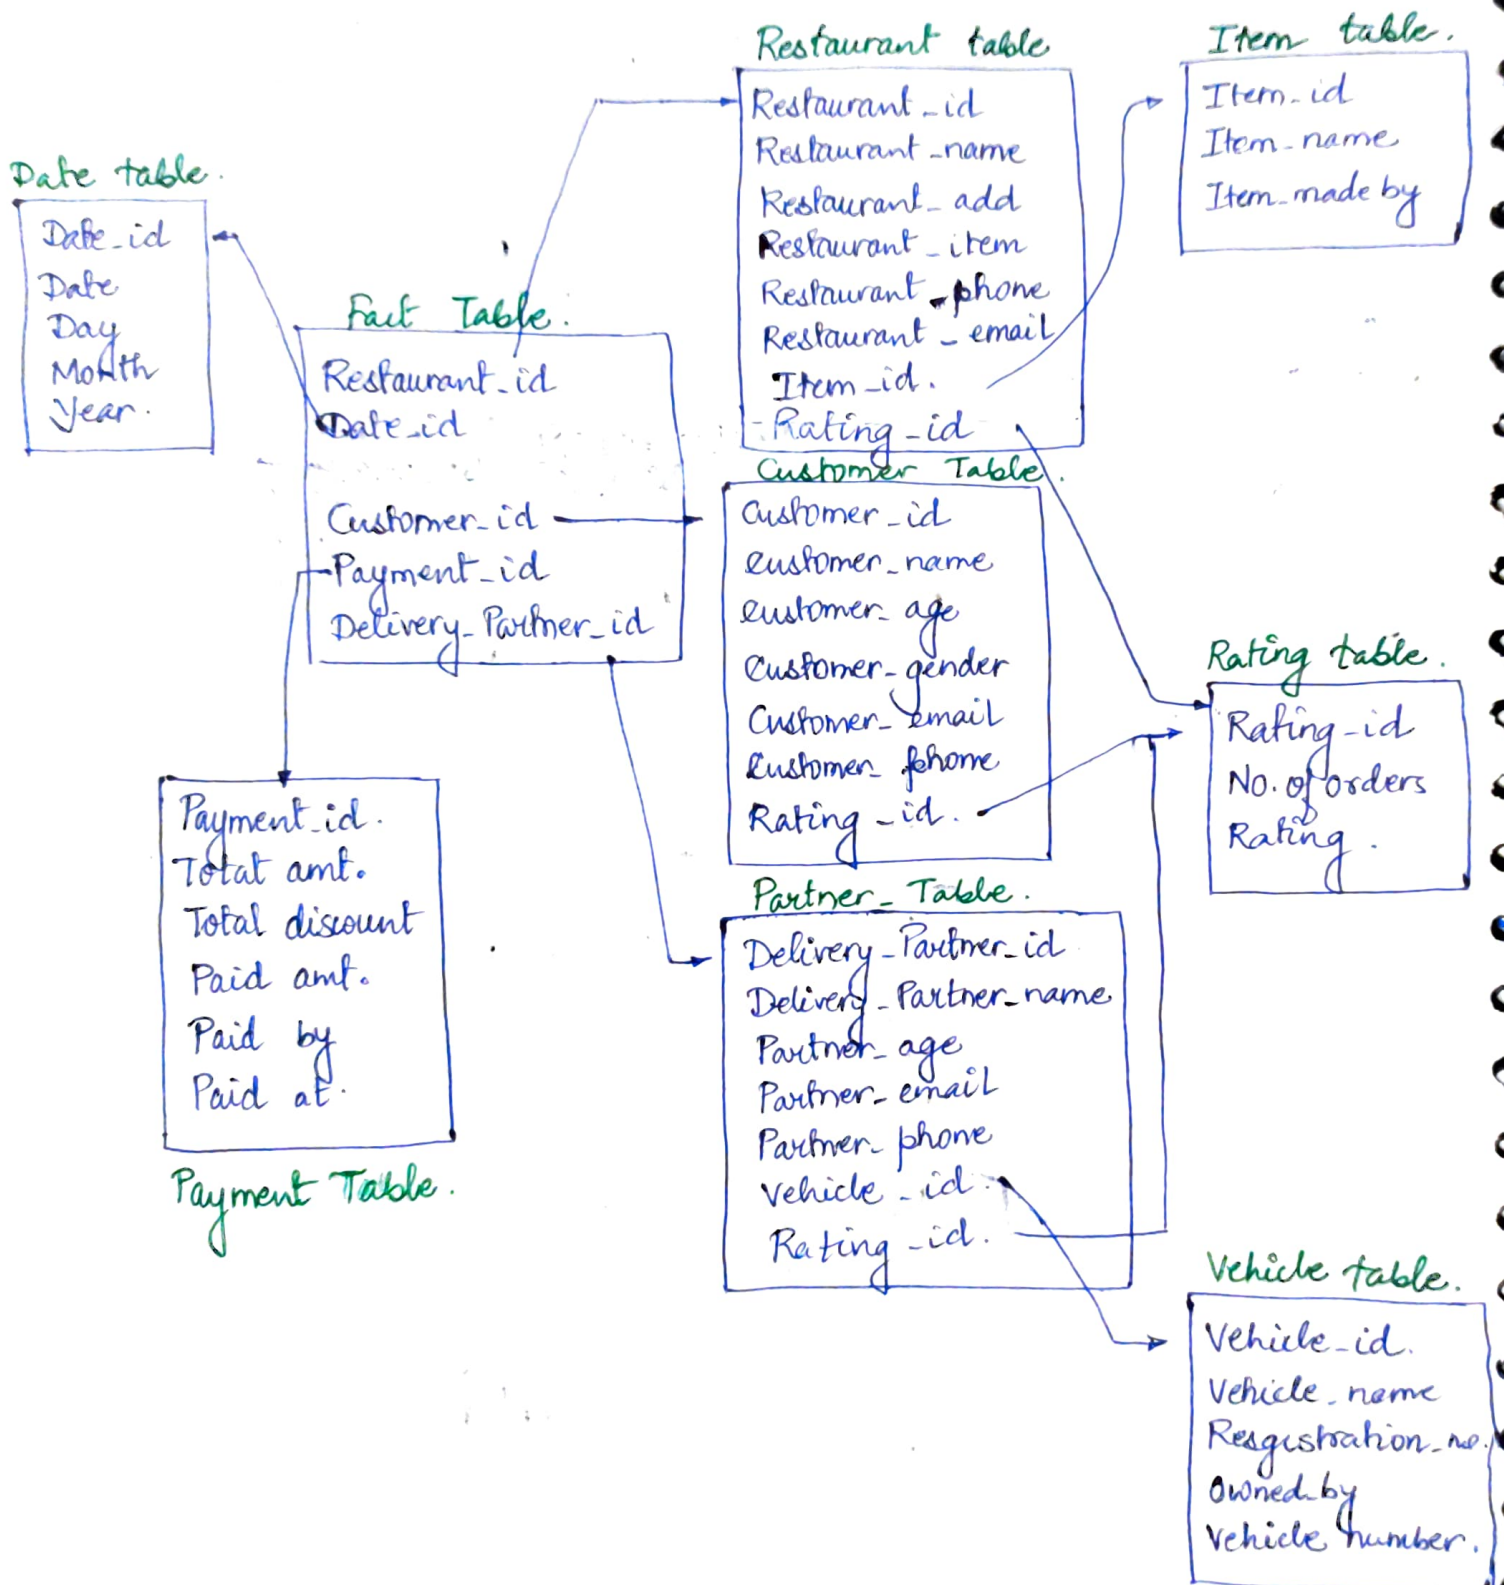 Restaurant table
Restaurant_id
Restaurant_name
Restaurant_add
Restaurant_item
Restaurant_phone
Restaurant_email
Item_id.
Rating_id
Item table.
Item_id
Item_name
Item_made by
Date table.
Date_id
Date
Day
Month
Year.
Fact Table.
Restaurant_id
Date_id
Customer_id
Payment_id
Delivery_Partner_id
Customer Table.
Customer_id
Customer_name
Customer_age
Customer_gender
Customer_email
Customer_phone
Rating_id.
Rating table.
Rating_id
No. of orders
Rating.
Payment_id.
Total amt.
Total discount
Paid amt.
Paid by
Paid at.
Payment Table.
Partner_Table.
Delivery_Partner_id
Delivery_Partner_name
Partner_age
Partner_email
Partner_phone
Vehicle_id.
Rating_id.
Vehicle table.
Vehicle_id.
Vehicle_name
Resgistration_no.
Owned_by
Vehicle number.